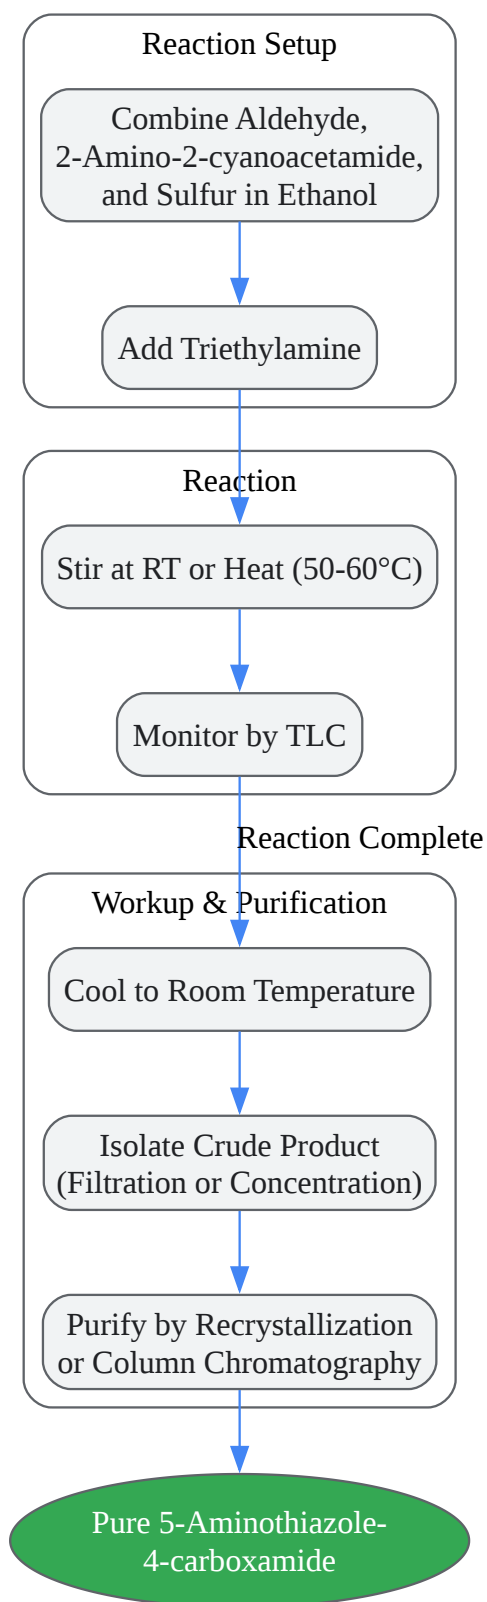 Reaction Setup
Combine Aldehyde,
2-Amino-2-cyanoacetamide,
and Sulfur in Ethanol
Add Triethylamine
Reaction
Stir at RT or Heat (50-60°C)
Monitor by TLC
Reaction Complete
Workup & Purification
Cool to Room Temperature
Isolate Crude Product
(Filtration or Concentration)
Purify by Recrystallization
or Column Chromatography
Pure 5-Aminothiazole-
4-carboxamide